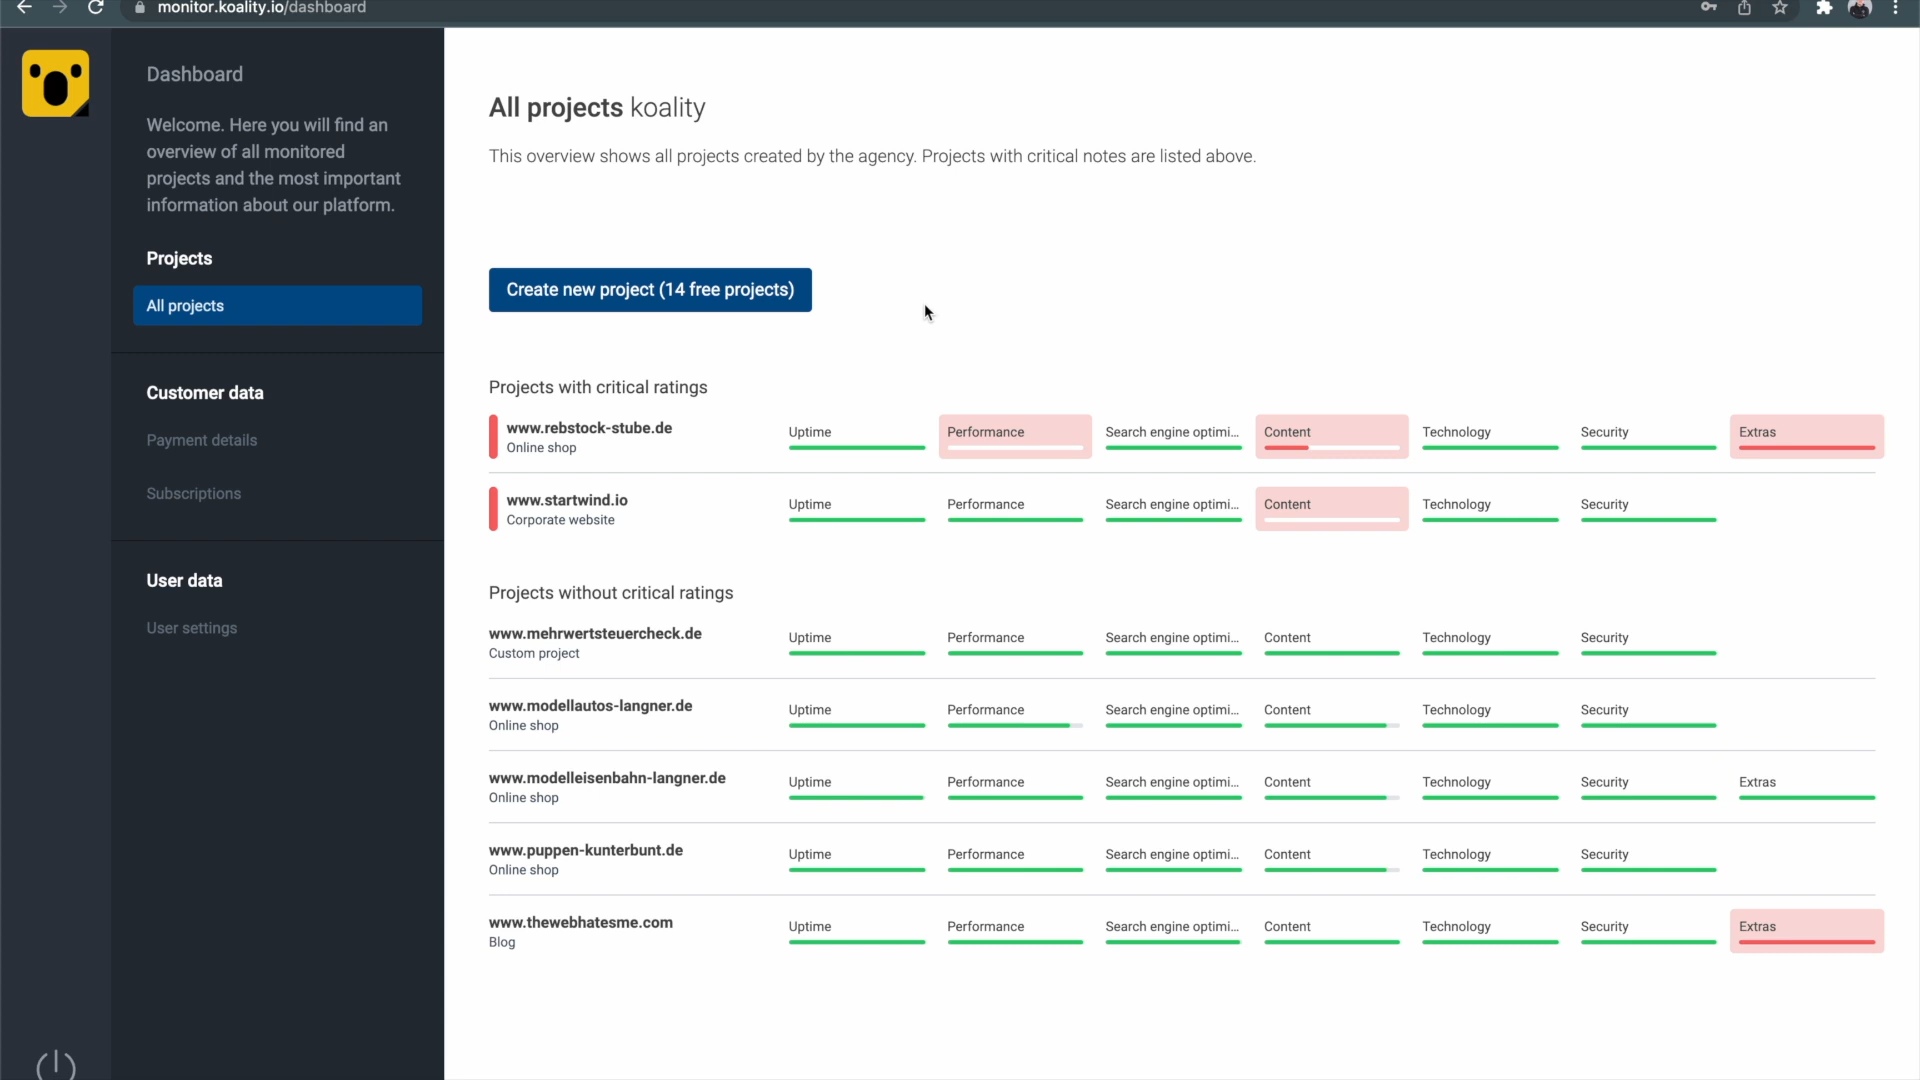 monitor.koality.io/dashboard
Dashboard
Welcome. Here you will find an
overview of all monitored
projects and the most important
information about our platform.
Projects
All projects
Customer data
Payment details
Subscriptions
User data
User settings
All projects koality
This overview shows all projects created by the agency. Projects with critical notes are listed above.
Create new project (14 free projects)
Projects with critical ratings
www.rebstock-stube.de
Online shop
Uptime Performance Search engine optimi... Content Technology Security Extras
www.startwind.io
Corporate website
Uptime Performance Search engine optimi... Content Technology Security
Projects without critical ratings
www.mehrwertsteuercheck.de
Custom project
Uptime Performance Search engine optimi... Content Technology Security
www.modellautos-langner.de
Online shop
Uptime Performance Search engine optimi... Content Technology Security
www.modelleisenbahn-langner.de
Online shop
Uptime Performance Search engine optimi... Content Technology Security Extras
www.puppen-kunterbunt.de
Online shop
Uptime Performance Search engine optimi... Content Technology Security
www.thewebhatesme.com
Blog
Uptime Performance Search engine optimi... Content Technology Security Extras